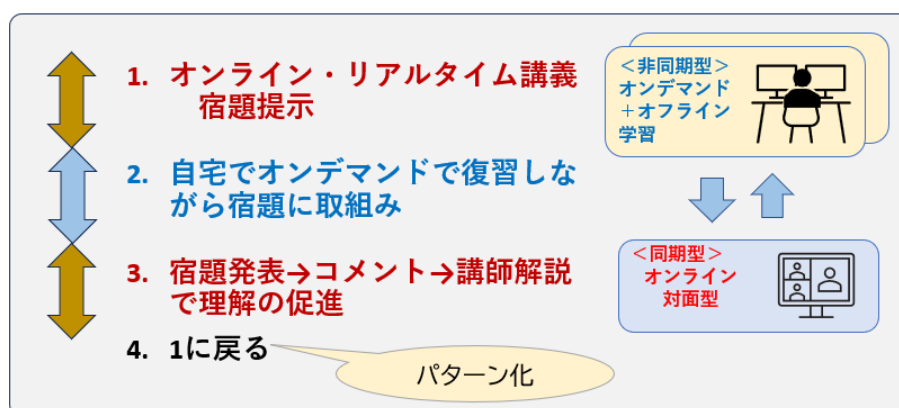 1. オンライン・リアルタイム講義
宿題提示
2. 自宅でオンデマンドで復習しな
がら宿題に取組み
3. 宿題発表→コメント→講師解説
で理解の促進
4. 1に戻る
パターン化
＜非同期型＞
オンデマンド
＋オフライン
学習
＜同期型＞
オンライン
対面型